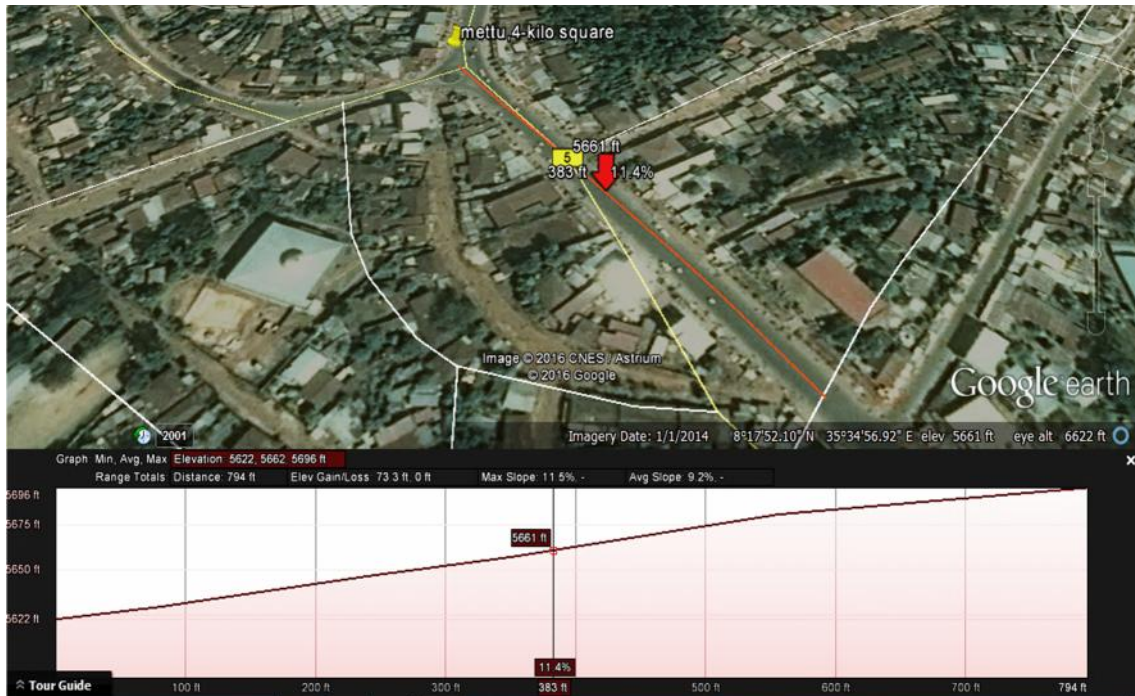 mettu,4-kilo square
5661 ft
5
383 ft
11.4%
Image © 2016 CNES / Astrium
© 2016 Google
Google earth
2001
Imagery Date: 1/1/2014 8°17'52.10" N 35°34'56.92" E elev 5661 ft eye alt 6622 ft
Graph: Min, Avg, Max Elevation: 5622, 5662, 5696 ft
Range Totals: Distance: 794 ft Elev Gain/Loss: 73.3 ft, 0 ft Max Slope: 11.5%, - Avg Slope: 9.2%, -
5696 ft
5675 ft
5661 ft
5650 ft
5622 ft
11.4%
100 ft 200 ft 300 ft 383 ft 500 ft 600 ft 700 ft 794 ft
Tour Guide